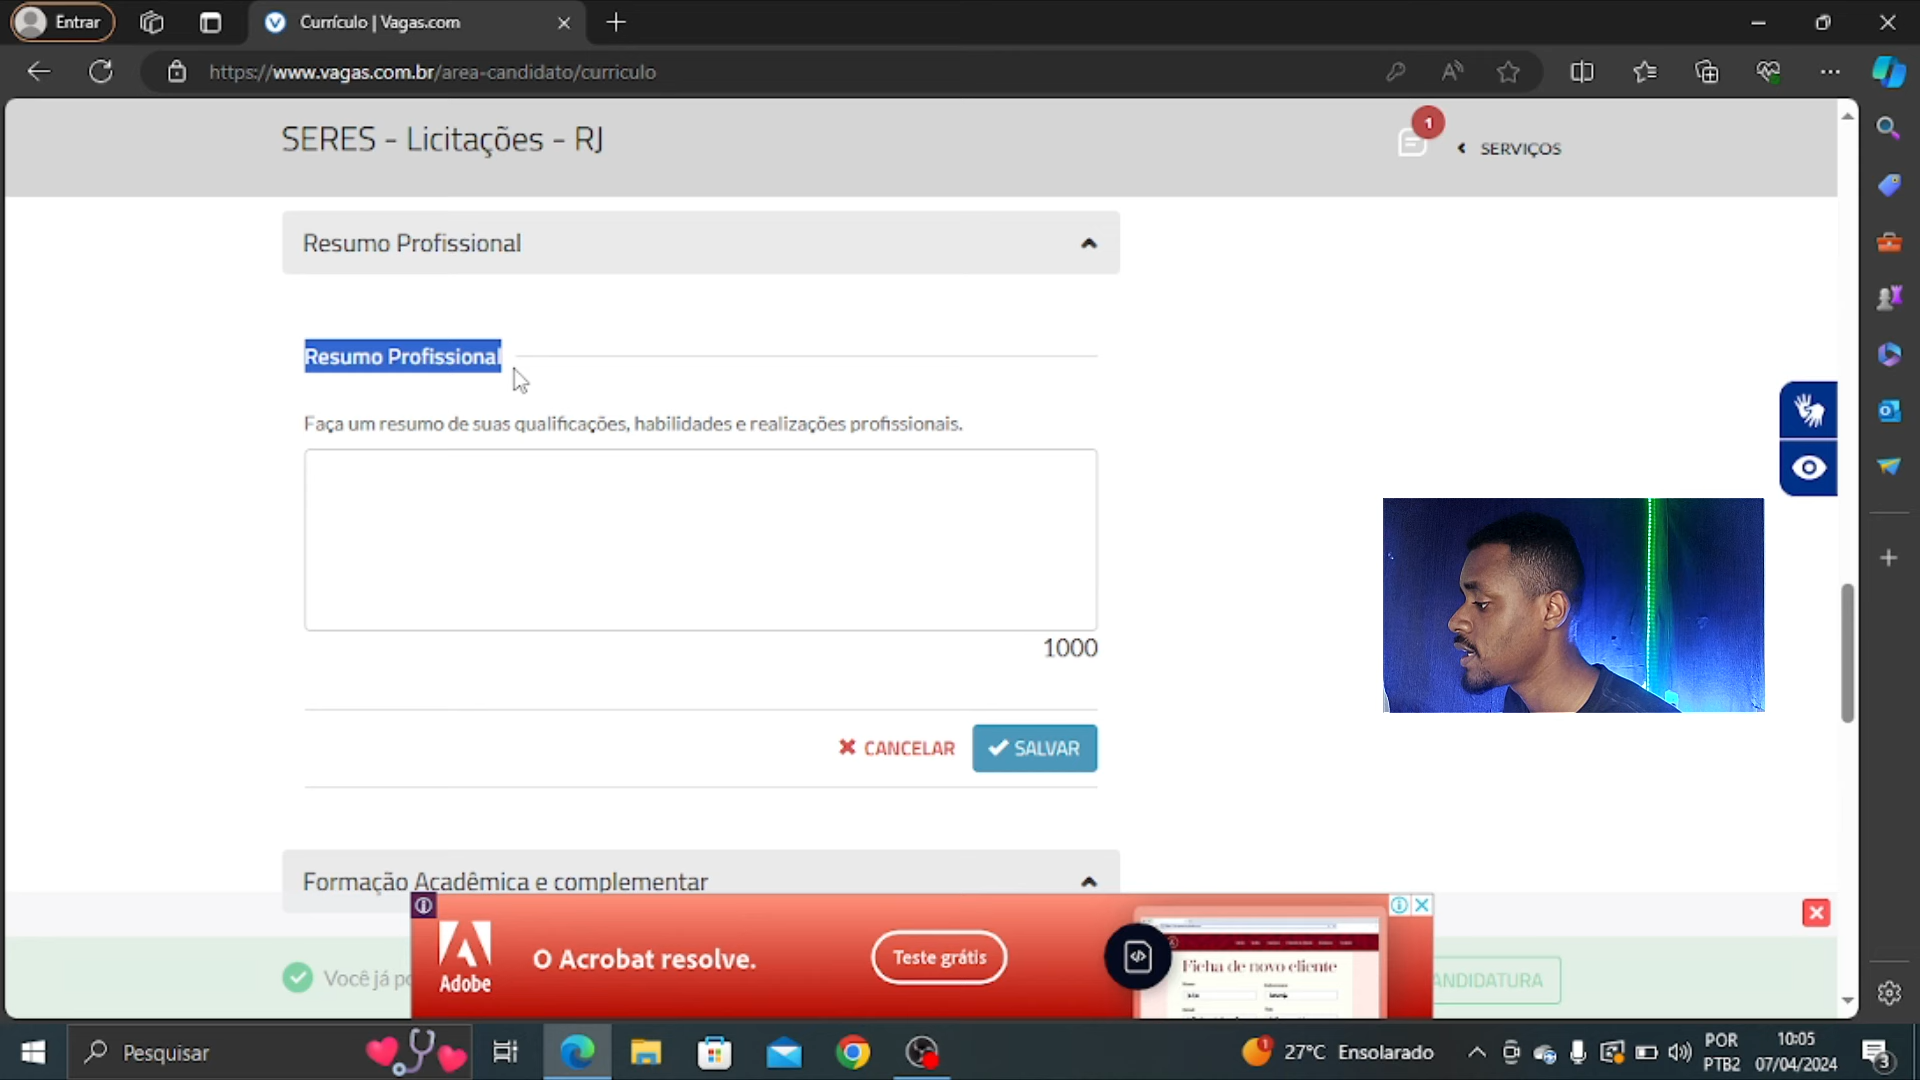 Entrar
Currículo | Vagas.com
https://www.vagas.com.br/area-candidato/curriculo
SERES - Licitações - RJ
1
SERVIÇOS
Resumo Profissional
Resumo Profissional
Faça um resumo de suas qualificações, habilidades e realizações profissionais.
1000
CANCELAR
SALVAR
Formação Acadêmica e complementar
Você já
Adobe
O Acrobat resolve.
Teste grátis
Ficha de novo cliente
ANDIDATURA
Pesquisar
1
27°C Ensolarado
POR
PTB2
10:05
07/04/2024
3